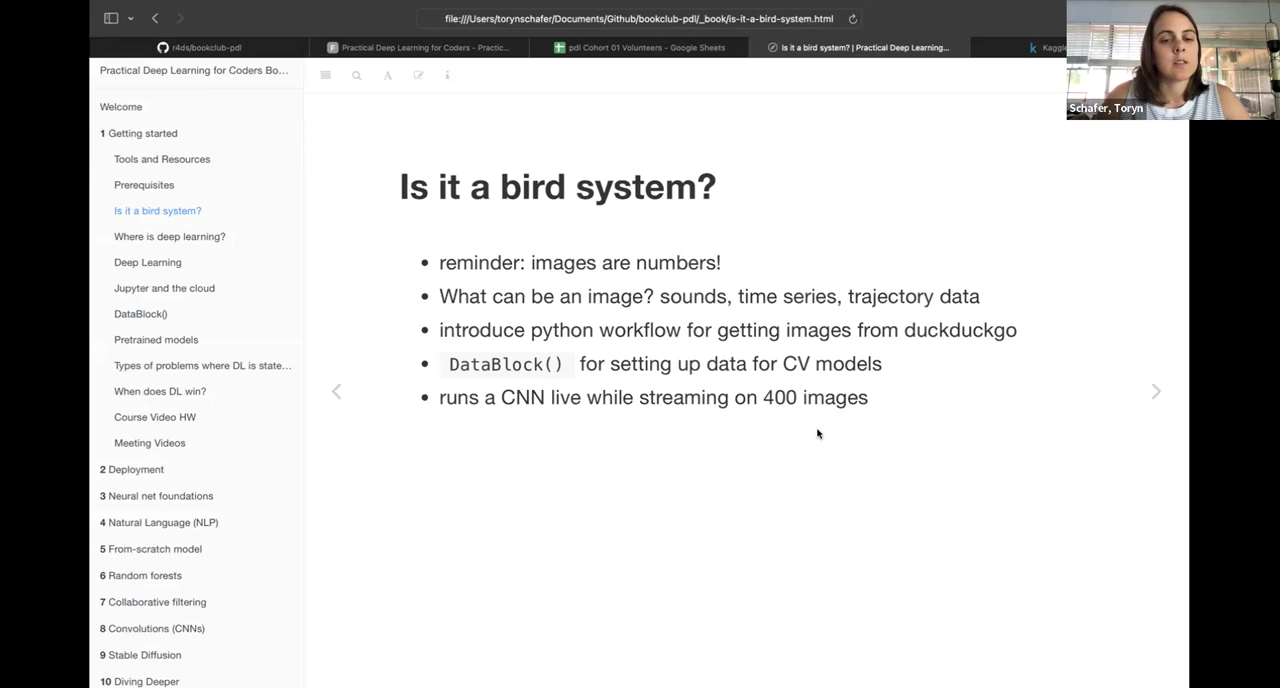 file:///Users/torynschafer/Documents/Github/bookclub-pdl/_book/is-it-a-bird-system.html
r4ds/bookclub-pdl
Practical Deep Learning for Coders – Practic...
pdl Cohort 01 Volunteers – Google Sheets
Is it a bird system? | Practical Deep Learning...
Kaggle
Schafer, Toryn
Practical Deep Learning for Coders Bo...
Welcome
1 Getting started
Tools and Resources
Prerequisites
Is it a bird system?
Where is deep learning?
Deep Learning
Jupyter and the cloud
DataBlock()
Pretrained models
Types of problems where DL is state...
When does DL win?
Course Video HW
Meeting Videos
2 Deployment
3 Neural net foundations
4 Natural Language (NLP)
5 From-scratch model
6 Random forests
7 Collaborative filtering
8 Convolutions (CNNs)
9 Stable Diffusion
10 Diving Deeper
Is it a bird system?
• reminder: images are numbers!
• What can be an image? sounds, time series, trajectory data
• introduce python workflow for getting images from duckduckgo
• DataBlock() for setting up data for CV models
• runs a CNN live while streaming on 400 images